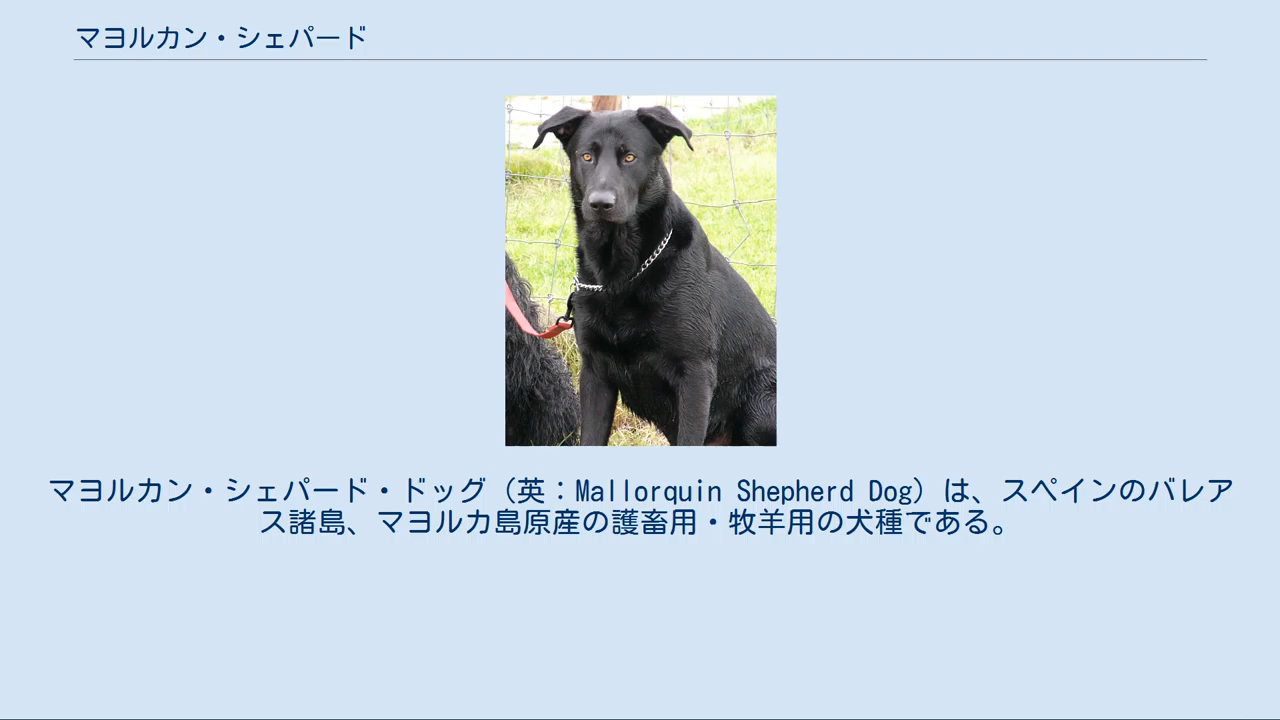 マヨルカン・シェパード
マヨルカン・シェパード・ドッグ（英：Mallorquin Shepherd Dog）は、スペインのバレア
ス諸島、マヨルカ島原産の護畜用・牧羊用の犬種である。